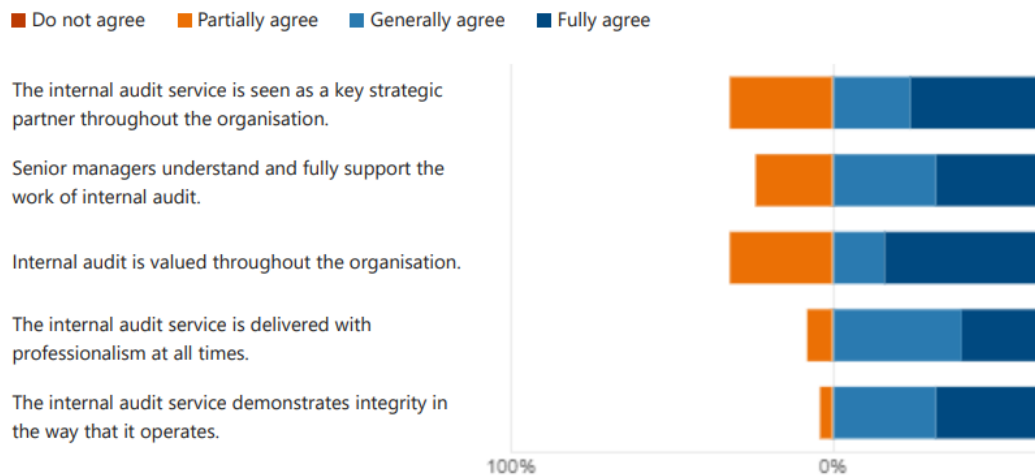 Do not agree Partially agree Generally agree Fully agree
The internal audit service is seen as a key strategic
partner throughout the organisation.
Senior managers understand and fully support the
work of internal audit.
Internal audit is valued throughout the organisation.
The internal audit service is delivered with
professionalism at all times.
The internal audit service demonstrates integrity in
the way that it operates.
100% 0%